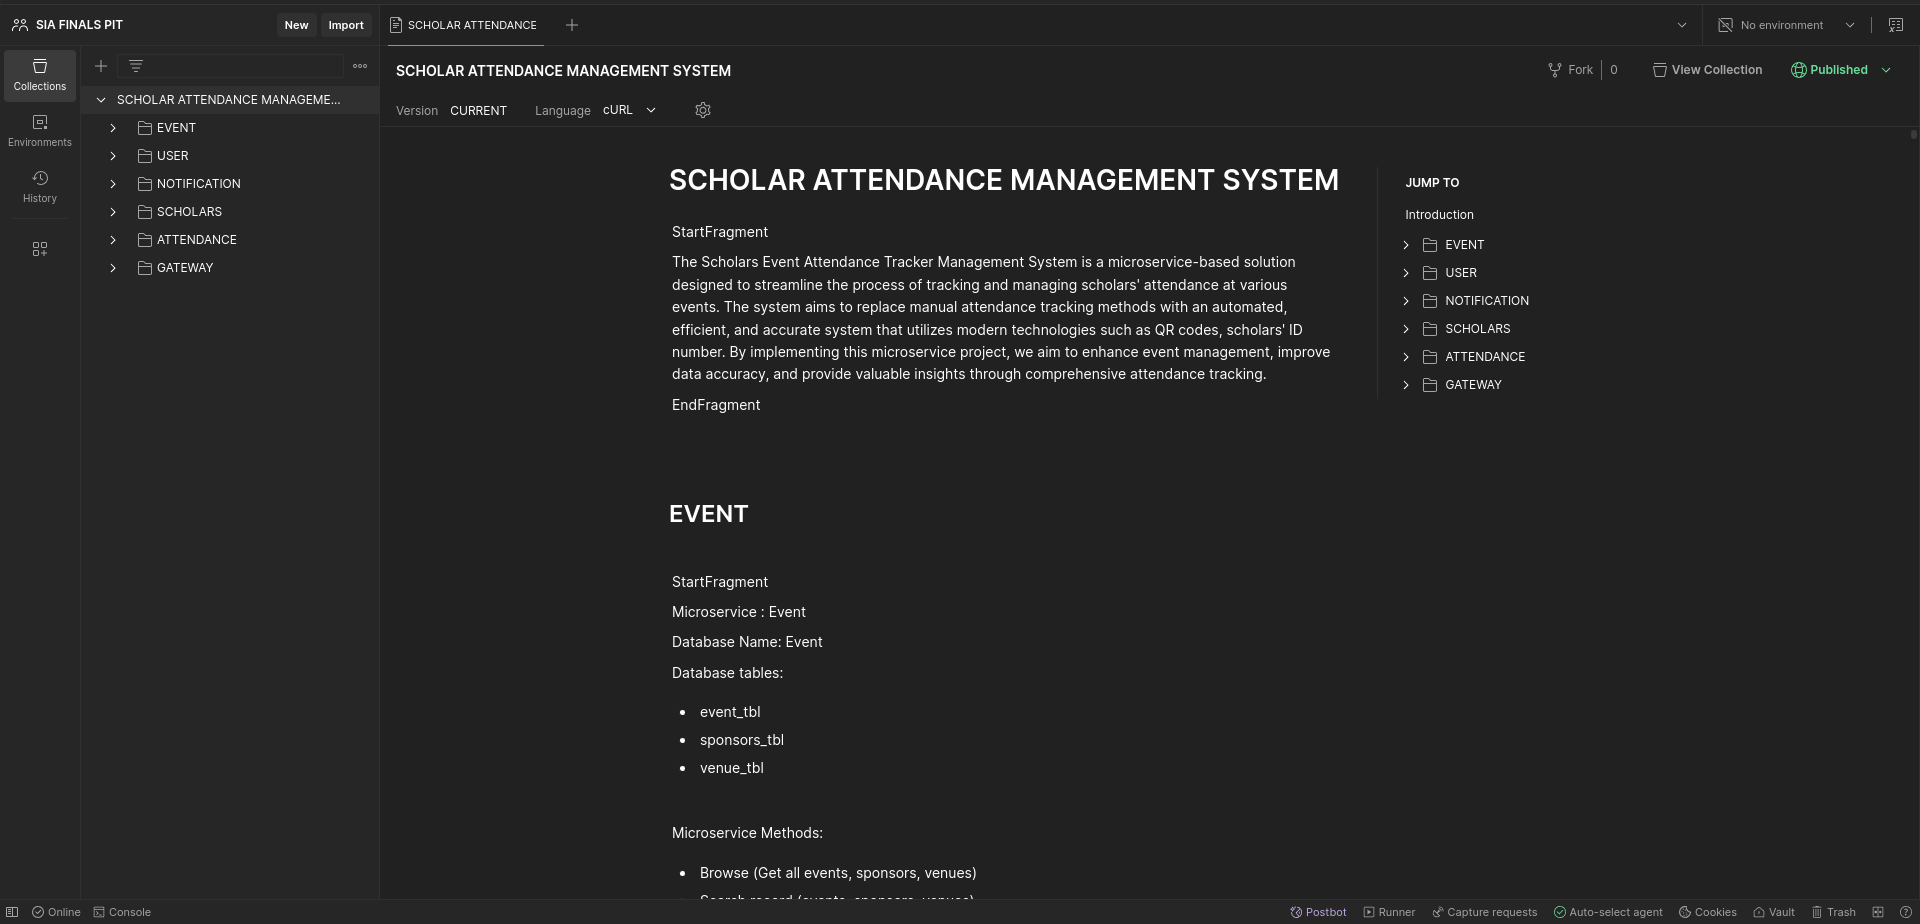 SIA FINALS PIT
New
Import
SCHOLAR ATTENDANCE
No environment
Collections
Environments
History
SCHOLAR ATTENDANCE MANAGEME...
EVENT
USER
NOTIFICATION
SCHOLARS
ATTENDANCE
GATEWAY
SCHOLAR ATTENDANCE MANAGEMENT SYSTEM
Fork
0
View Collection
Published
Version CURRENT
Language cURL
SCHOLAR ATTENDANCE MANAGEMENT SYSTEM
StartFragment
The Scholars Event Attendance Tracker Management System is a microservice-based solution
designed to streamline the process of tracking and managing scholars' attendance at various
events. The system aims to replace manual attendance tracking methods with an automated,
efficient, and accurate system that utilizes modern technologies such as QR codes, scholars' ID
number. By implementing this microservice project, we aim to enhance event management, improve
data accuracy, and provide valuable insights through comprehensive attendance tracking.
EndFragment
EVENT
StartFragment
Microservice : Event
Database Name: Event
Database tables:
• event_tbl
• sponsors_tbl
• venue_tbl
Microservice Methods:
• Browse (Get all events, sponsors, venues)
• Search record (events, sponsors, venues)
JUMP TO
Introduction
EVENT
USER
NOTIFICATION
SCHOLARS
ATTENDANCE
GATEWAY
Online
Console
Postbot
Runner
Capture requests
Auto-select agent
Cookies
Vault
Trash